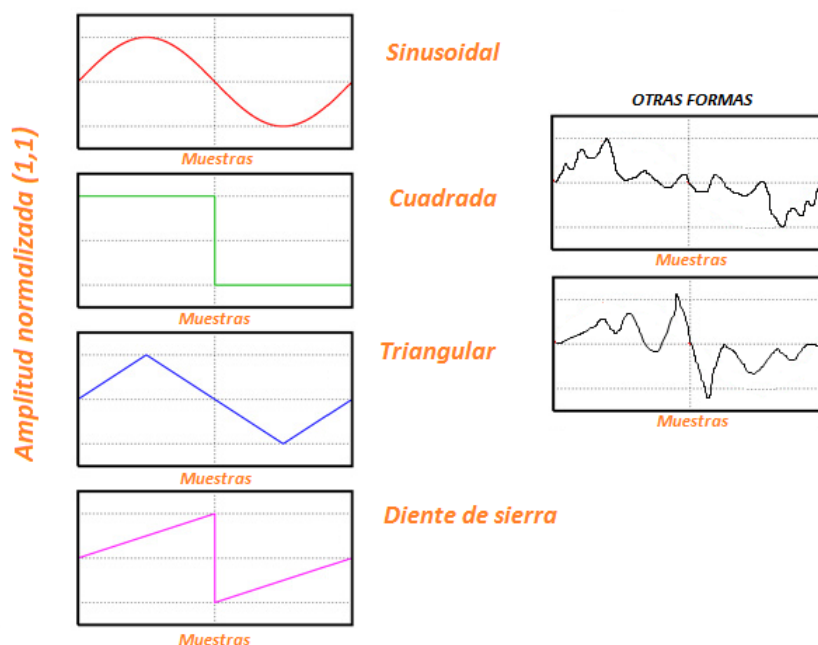 Amplitud normalizada (1,1)
Sinusoidal
Muestras
Cuadrada
Muestras
Triangular
Muestras
Diente de sierra
Muestras
OTRAS FORMAS
Muestras
Muestras